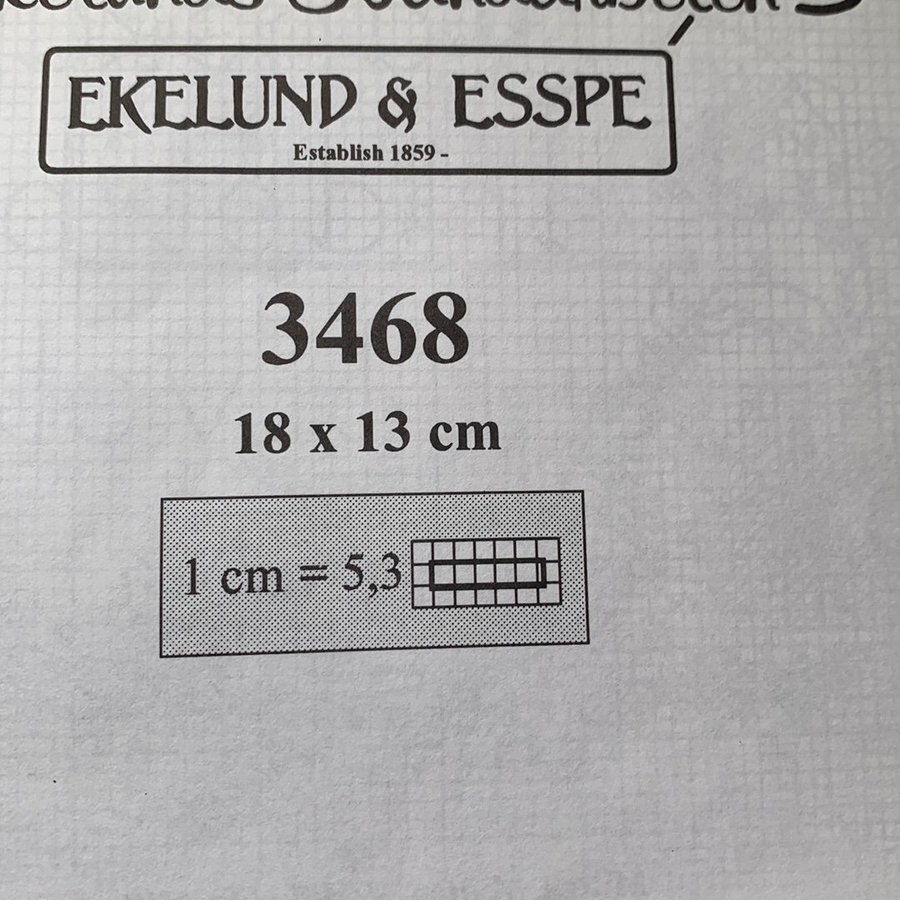 EKELUND & ESSPE
Establish 1859 -
3468
18 x 13 cm
1 cm = 5,3